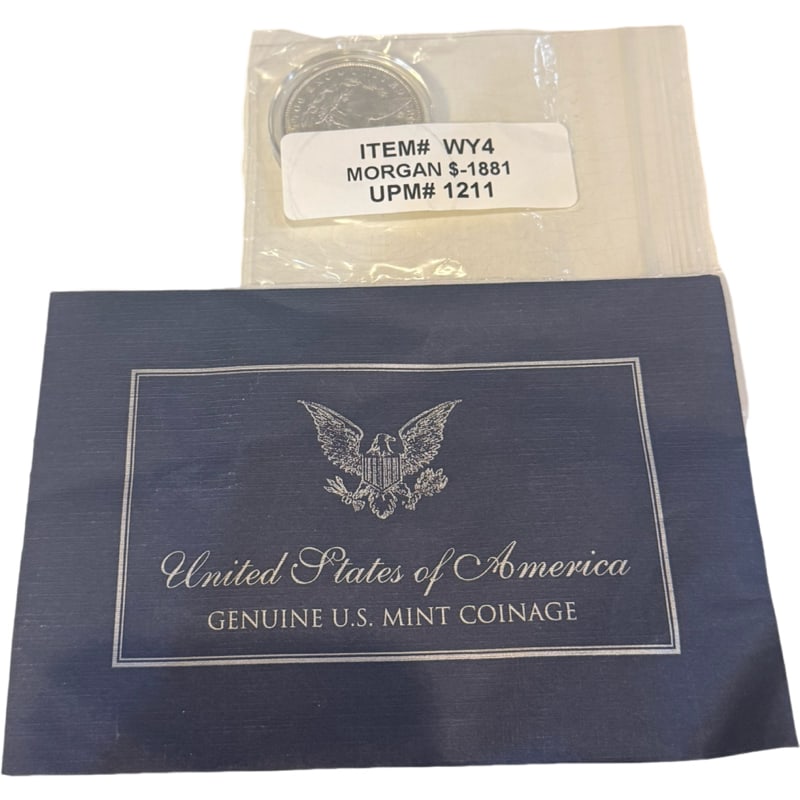 ITEM# WY4
MORGAN $-1881
UPM# 1211
United States of America
GENUINE U.S. MINT COINAGE